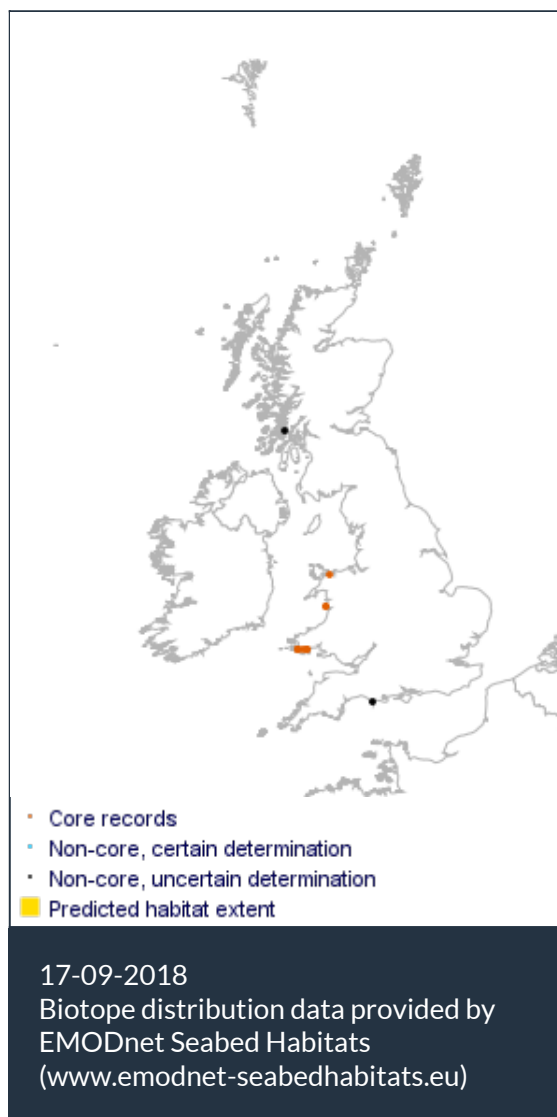 Core records
Non-core, certain determination
Non-core, uncertain determination
Predicted habitat extent
17-09-2018
Biotope distribution data provided by
EMODnet Seabed Habitats
(www.emodnet-seabedhabitats.eu)